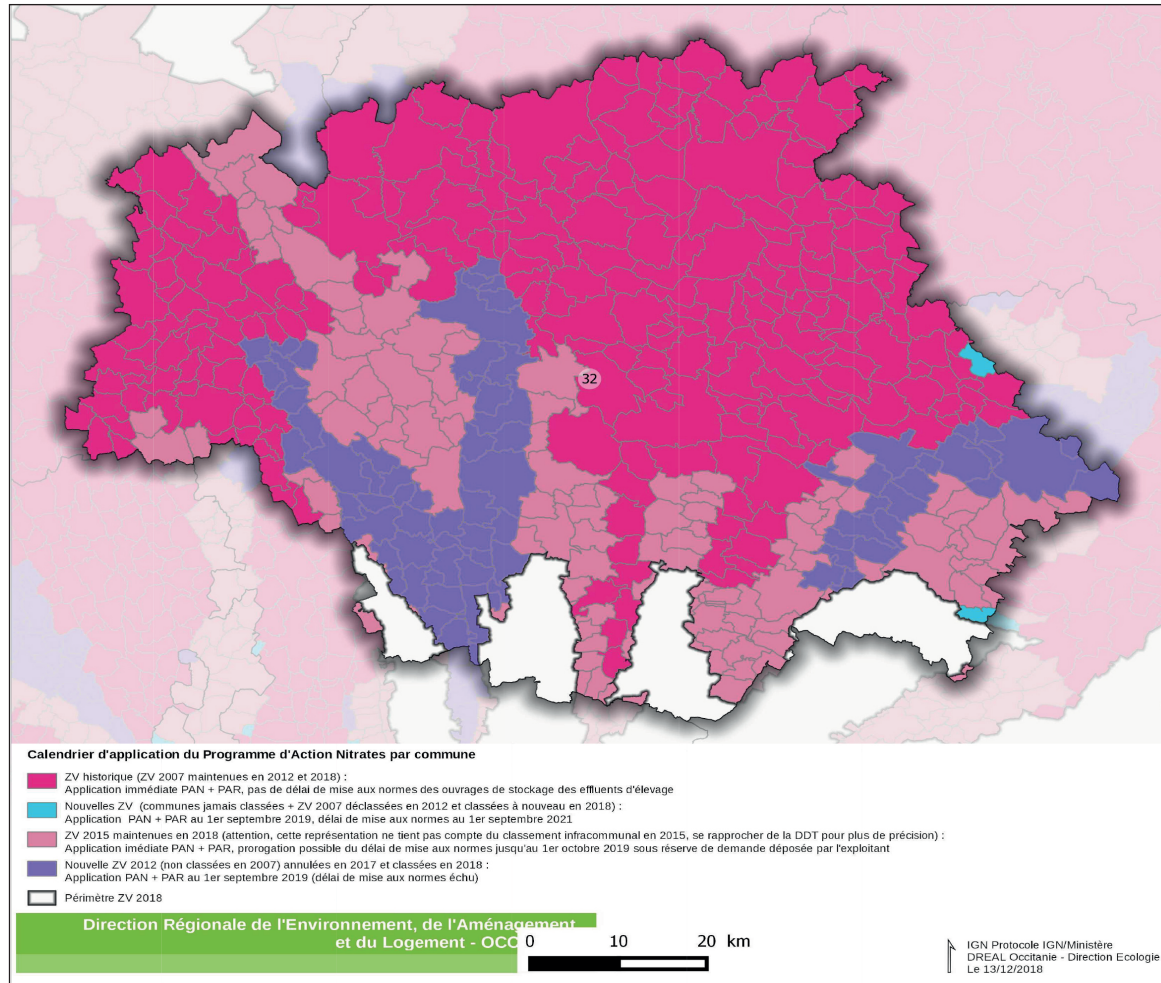 32
Calendrier d'application du Programme d'Action Nitrates par commune
ZV historique (ZV 2007 maintenues en 2012 et 2018) :
Application immédiate PAN + PAR, pas de délai de mise aux normes des ouvrages de stockage des effluents d'élevage
Nouvelles ZV (communes jamais classées + ZV 2007 déclassées en 2012 et classées à nouveau en 2018) :
Application PAN + PAR au 1er septembre 2019, délai de mise aux normes au 1er septembre 2021
ZV 2015 maintenues en 2018 (attention, cette représentation ne tient pas compte du classement infracommunal en 2015, se rapprocher de la DDT pour plus de précision) :
Application imédiate PAN + PAR, prorogation possible du délai de mise aux normes jusqu'au 1er octobre 2019 sous réserve de demande déposée par l'exploitant
Nouvelle ZV 2012 (non classées en 2007) annulées en 2017 et classées en 2018 :
Application PAN + PAR au 1er septembre 2019 (délai de mise aux normes échu)
Périmètre ZV 2018
Direction Régionale de l'Environnement, de l'Aménagement
et du Logement - OCC
0 10 20 km
IGN Protocole IGN/Ministère
DREAL Occitanie - Direction Ecologie
Le 13/12/2018